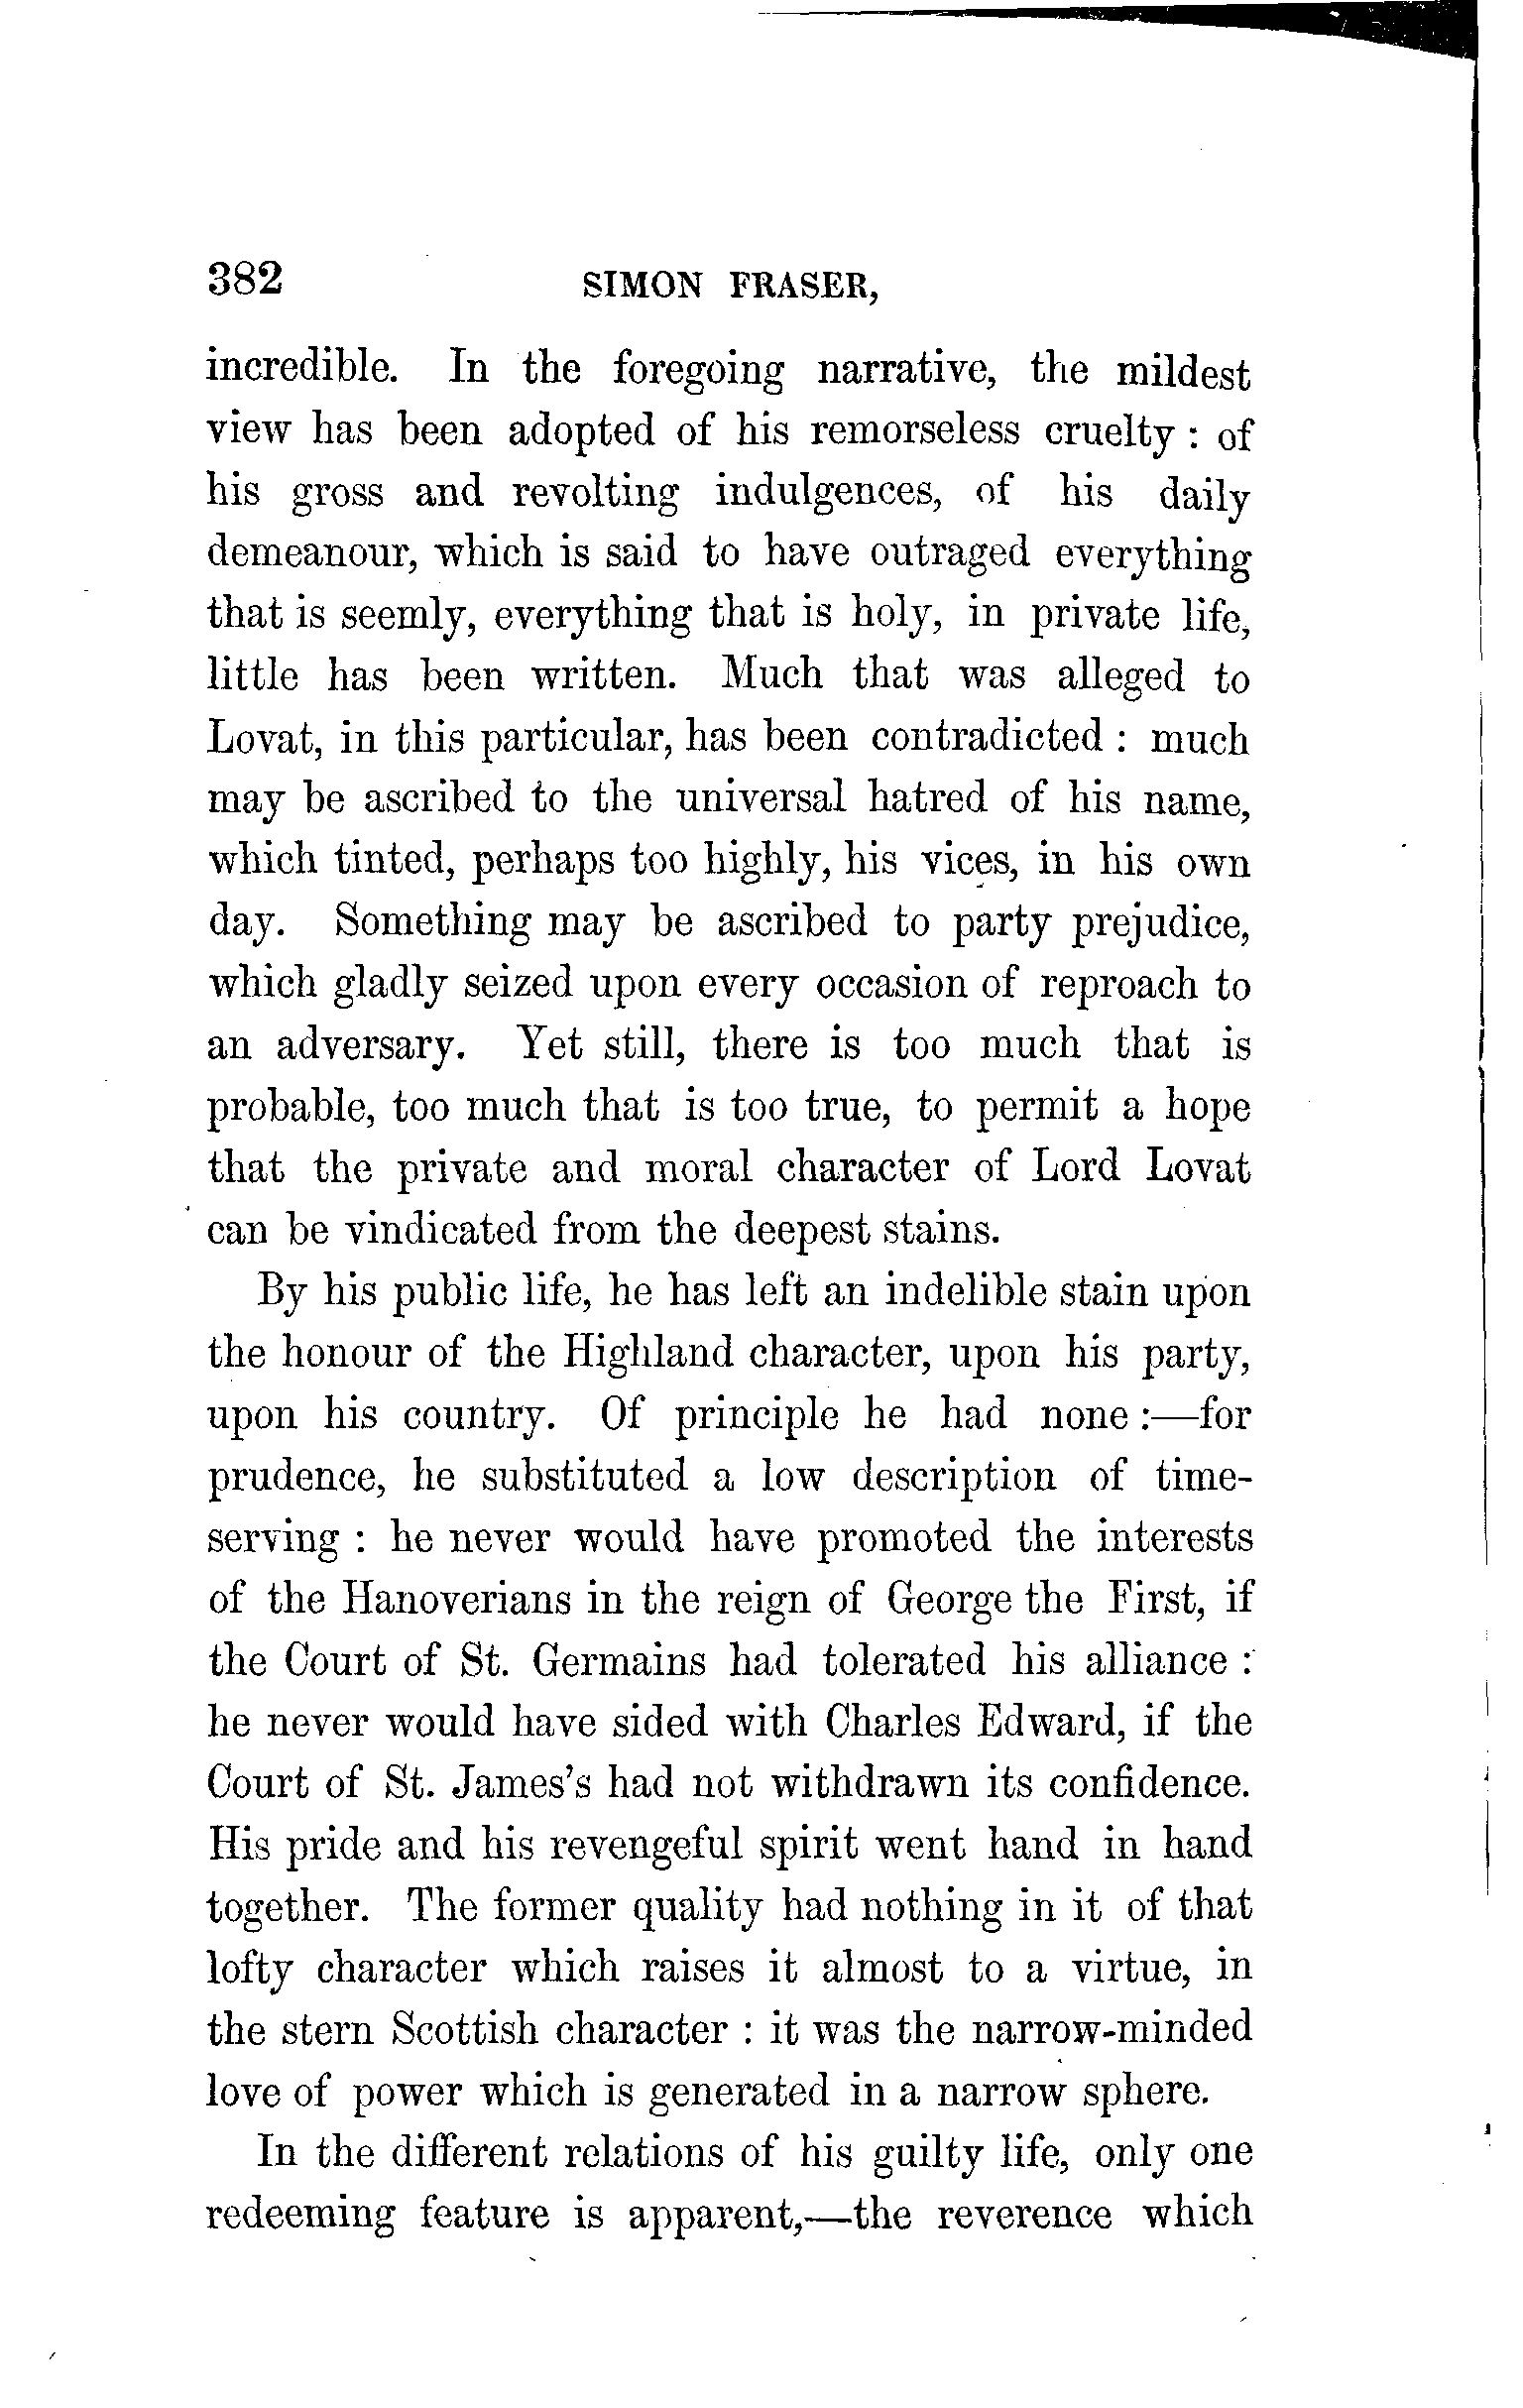 382 SIMON FRASER,
incredible. In the foregoing narrative, the mildest
view has been adopted of his remorseless cruelty : of
his gross and revolting indulgences, of his daily
demeanour, which is said to have outraged everything
that is seemly, everything that is holy, in private life,
little has been written. Much that was alleged to
Lovat, in this particular, has been contradicted : much
may be ascribed to the universal hatred of his name,
which tinted, perhaps too highly, his vices, in his own
day. Something may be ascribed to party prejudice,
which gladly seized upon every occasion of reproach to
an adversary. Yet still, there is too much that is
probable, too much that is too true, to permit a hope
that the private and moral character of Lord Lovat
can be vindicated from the deepest stains.
By his public life, he has left an indelible stain upon
the honour of the Highland character, upon his party,
upon his country. Of principle he had none :—for
prudence, he substituted a low description of time-
serving : he never would have promoted the interests
of the Hanoverians in the reign of George the First, if
the Court of St. Germains had tolerated his alliance :
he never would have sided with Charles Edward, if the
Court of St. James's had not withdrawn its confidence.
His pride and his revengeful spirit went hand in hand
together. The former quality had nothing in it of that
lofty character which raises it almost to a virtue, in
the stern Scottish character : it was the narrow-minded
love of power which is generated in a narrow sphere.
In the different relations of his guilty life, only one
redeeming feature is apparent,—the reverence which